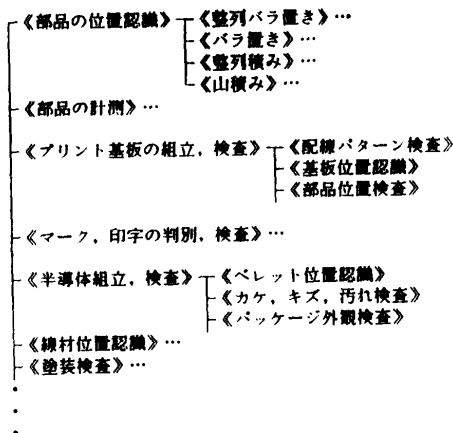 《部品の位置認識》《整列バラ置き》…
《バラ置き》…
《整列積み》…
《山積み》…
《部品の計測》…
《プリント基板の組立,検査》《配線パターン検査》
《基板位置認識》
《部品位置検査》
《マーク,印字の判別,検査》…
《半導体組立,検査》《ペレット位置認識》
《カケ,キズ,汚れ検査》
《パッケージ外観検査》
《線材位置認識》…
《塗装検査》…